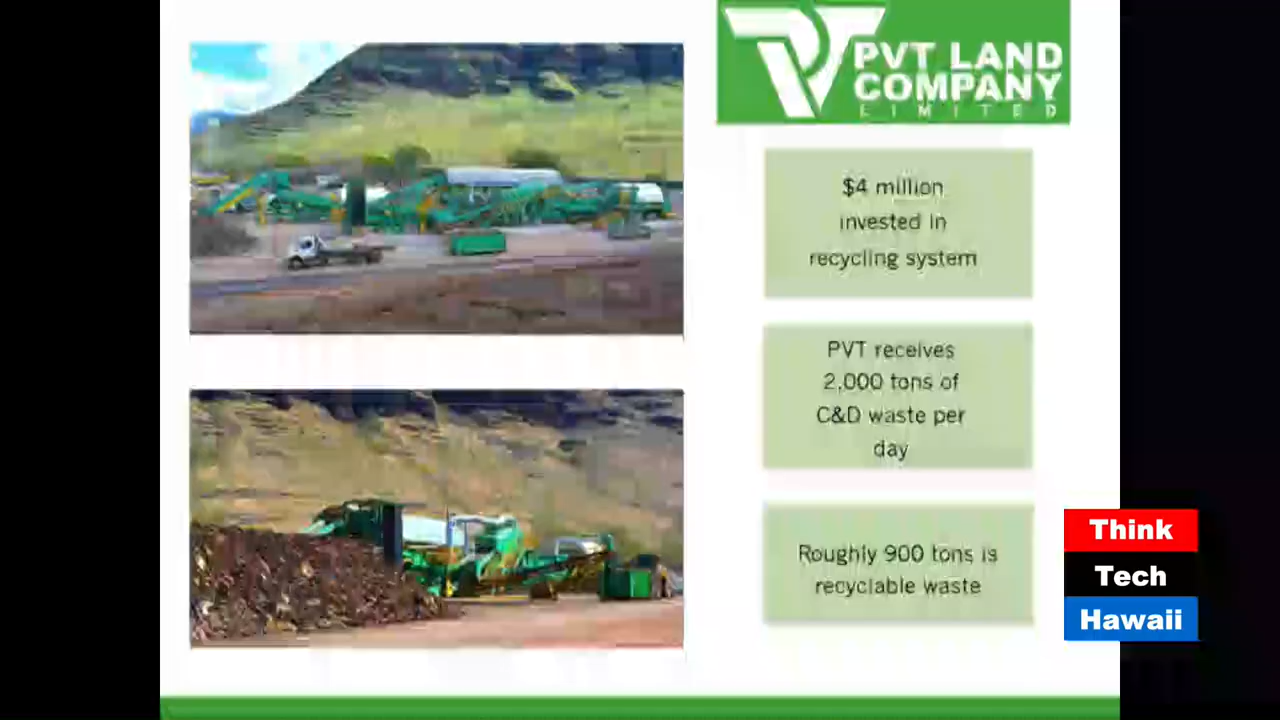 PVT LAND
COMPANY
LIMITED
$4 million
invested in
recycling system
PVT receives
2,000 tons of
C&D waste per
day
Roughly 900 tons is
recyclable waste
Think
Tech
Hawaii